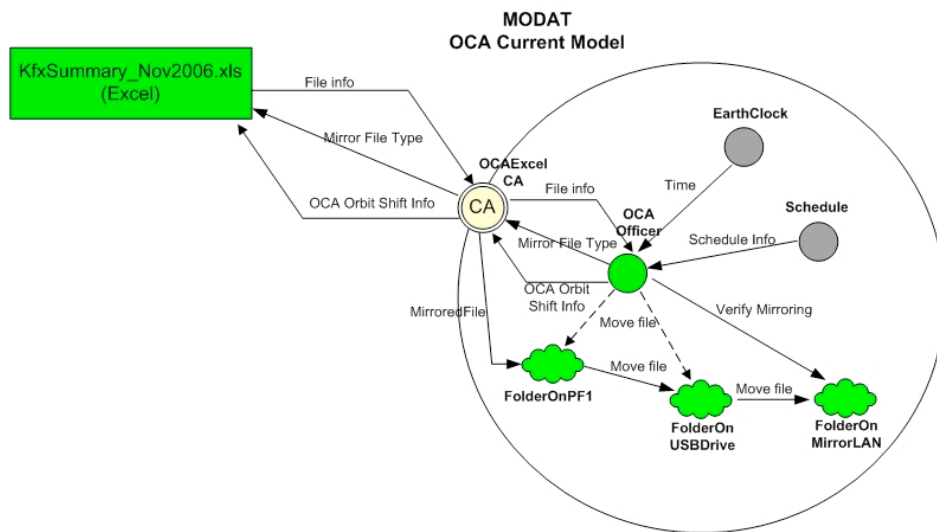 MODAT
OCA Current Model
KfxSummary_Nov2006.xls
(Excel)
File info
Mirror File Type
OCA Orbit Shift Info
OCAExcel
CA
CA
File info
Mirror File Type
OCA Orbit
Shift Info
OCA
Officer
EarthClock
Time
Schedule
Schedule Info
MirroredFile
Move file
Verify Mirroring
FolderOnPF1
Move file
FolderOn
USBDrive
Move file
FolderOn
MirrorLAN